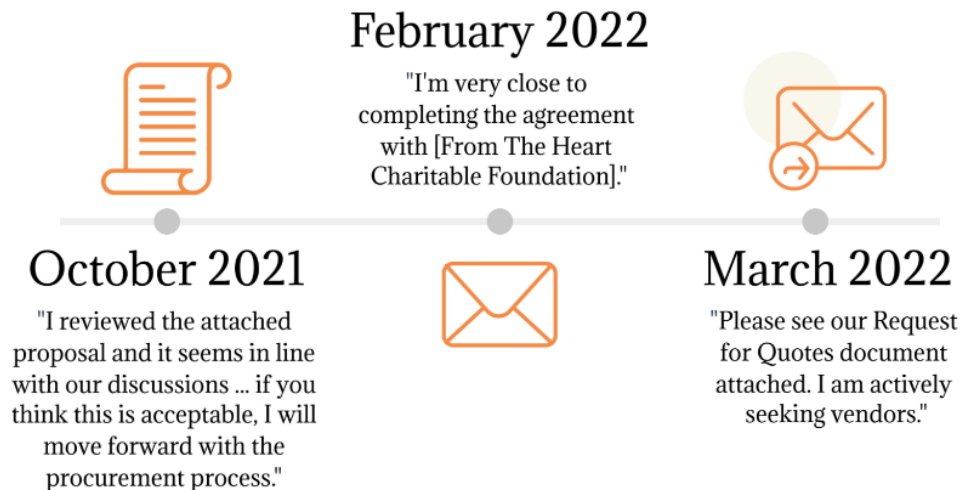 October 2021
"I reviewed the attached
proposal and it seems in line
with our discussions ... if you
think this is acceptable, I will
move forward with the
procurement process."
February 2022
"I'm very close to
completing the agreement
with [From The Heart
Charitable Foundation]."
March 2022
"Please see our Request
for Quotes document
attached. I am actively
seeking vendors."